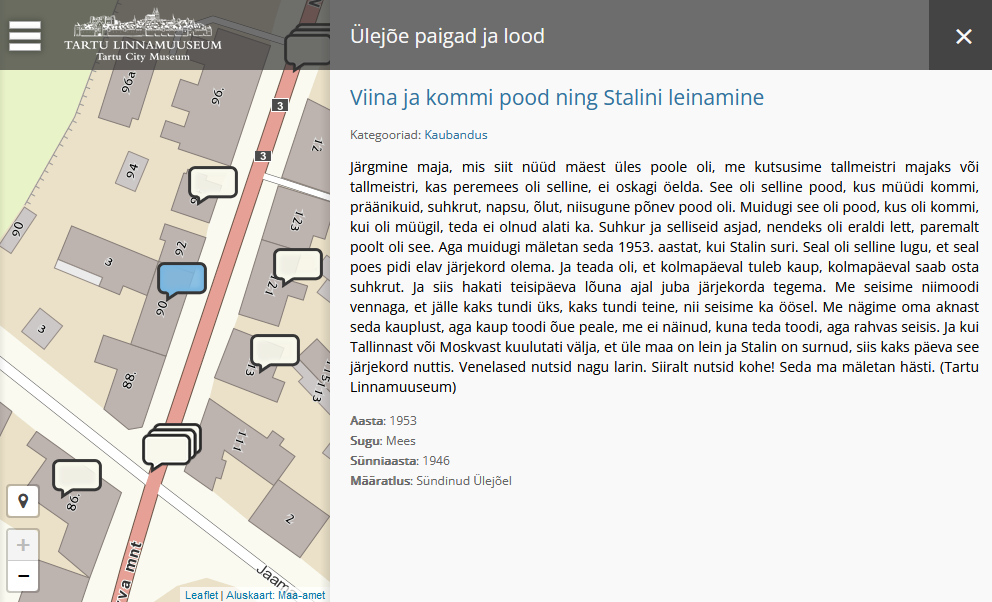 TARTU LINNAMUUSEUM
Tartu City Museum
Ülejõe paigad ja lood
Viina ja kommi pood ning Stalini leinamine
Kategooriad: Kaubandus
Järgmine maja, mis siit nüüd mäest üles poole oli, me kutsusime tallmeistri majaks või
tallmeistri, kas peremees oli selline, ei oskagi öelda. See oli selline pood, kus müüdi kommi,
präänikuid, suhkrut, napsu, õlut, niisugune põnev pood oli. Muidugi see oli pood, kus oli kommi,
kui oli müügil, teda ei olnud alati ka. Suhkur ja selliseid asjad, nendeks oli eraldi lett, paremalt
poolt oli see. Aga muidugi mäletan seda 1953. aastat, kui Stalin suri. Seal oli selline lugu, et seal
poes pidi elav järjekord olema. Ja teada oli, et kolmapäeval tuleb kaup, kolmapäeval saab osta
suhkrut. Ja siis hakati teisipäeva lõuna ajal juba järjekorda tegema. Me seisime niimoodi
vennaga, et jälle kaks tundi üks, kaks tundi teine, nii seisime ka öösel. Me nägime oma aknast
seda kauplust, aga kaup toodi õue peale, me ei näinud, kuna teda toodi, aga rahvas seisis. Ja kui
Tallinnast või Moskvast kuulutati välja, et üle maa on lein ja Stalin on surnud, siis kaks päeva see
järjekord nuttis. Venelased nutsid nagu larin. Siiralt nutsid kohe! Seda ma mäletan hästi. (Tartu
Linnamuuseum)
Aasta: 1953
Sugu: Mees
Sünniaasta: 1946
Määratlus: Sündinud Ülejõel
96a
96.
3
12
3
94
123
90
92
3
121
90
3
88.
111
86.
2
+
−
rva mnt
Jaama
Leaflet | Aluskaart: Maa-amet